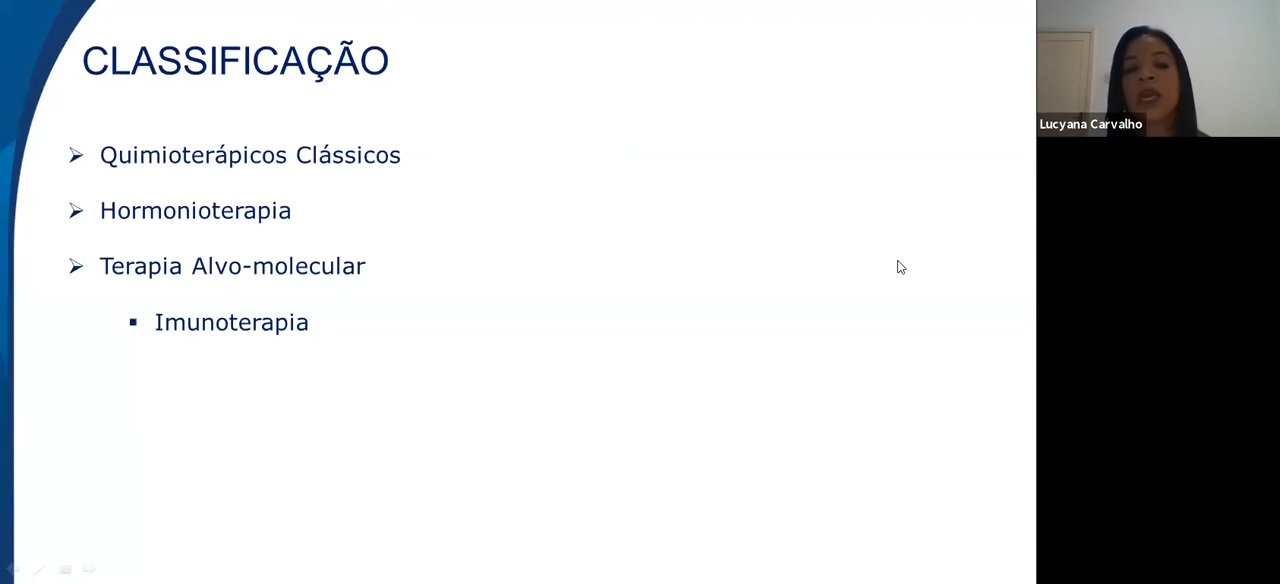 CLASSIFICAÇÃO
Quimioterápicos Clássicos
Hormonioterapia
Terapia Alvo-molecular
Imunoterapia
Lucyana Carvalho